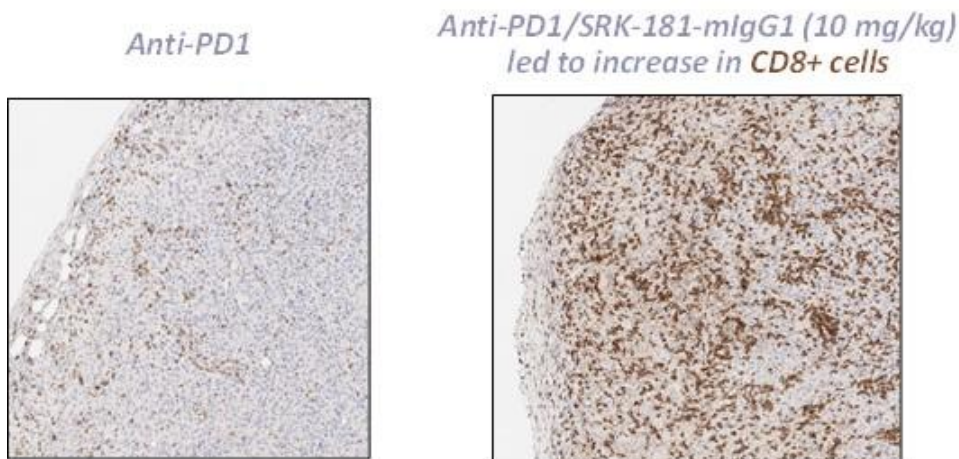 Anti-PD1
Anti-PD1/SRK-181-mIgG1 (10 mg/kg)
led to increase in CD8+ cells